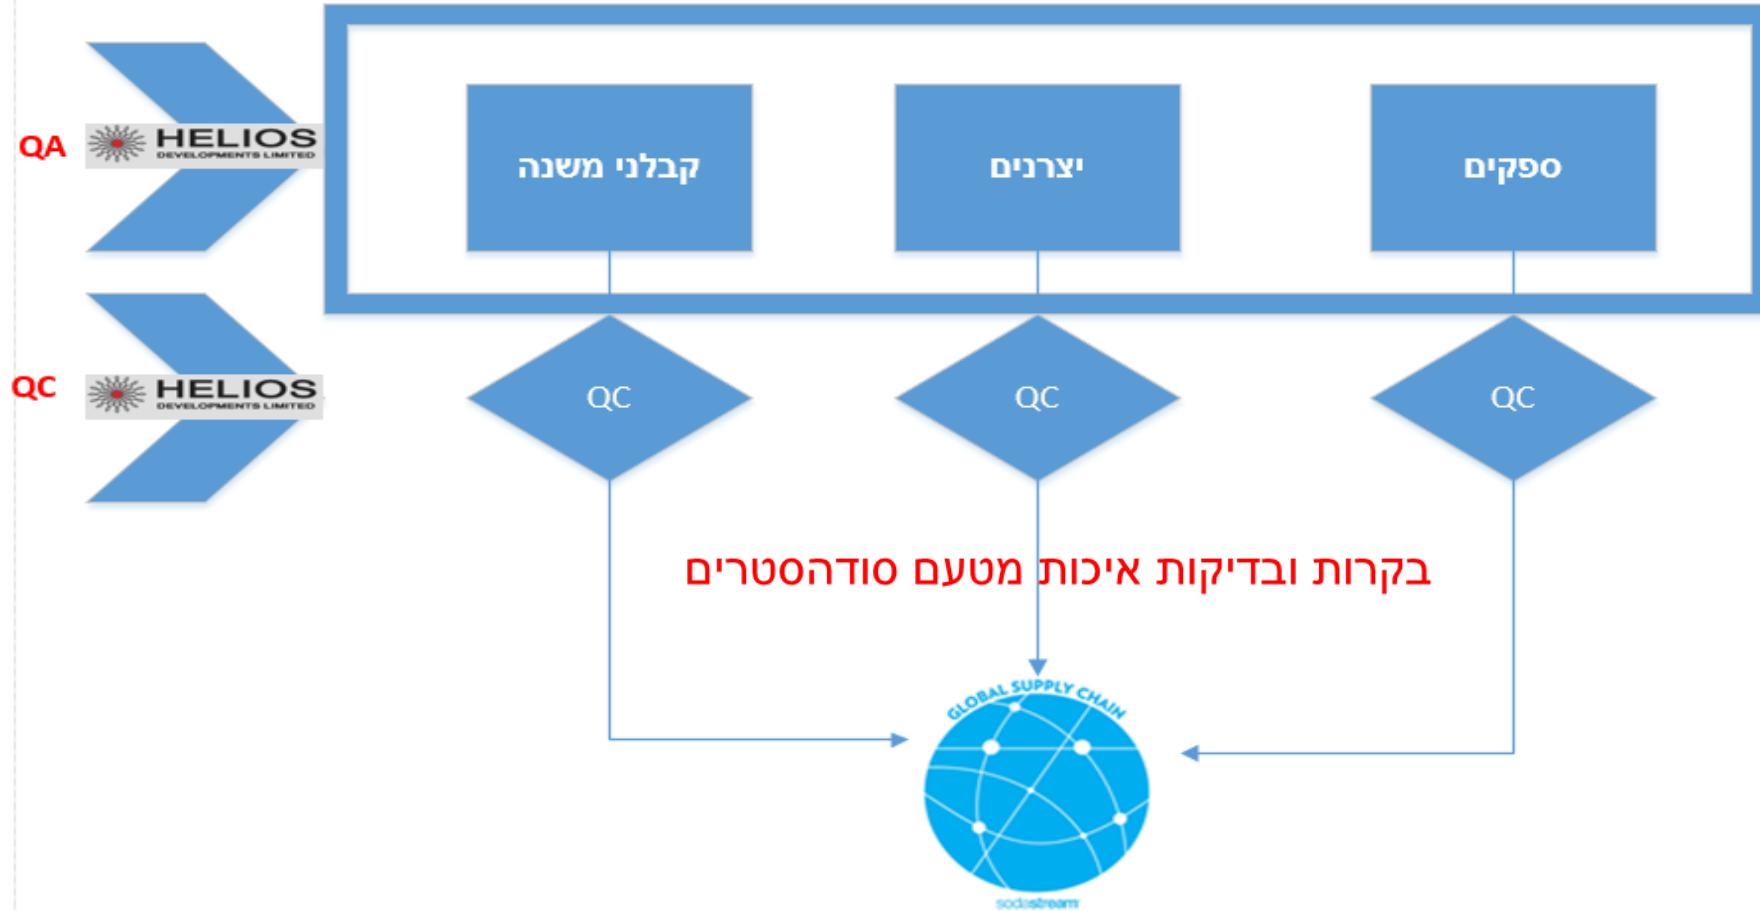 QA
HELIOS
DEVELOPMENTS LIMITED
ספקים
יצרנים
קבלני משנה
QC
HELIOS
DEVELOPMENTS LIMITED
QC
QC
QC
בקרות ובדיקות איכות מטעם סודהסטרים
GLOBAL SUPPLY CHAIN
sodastream